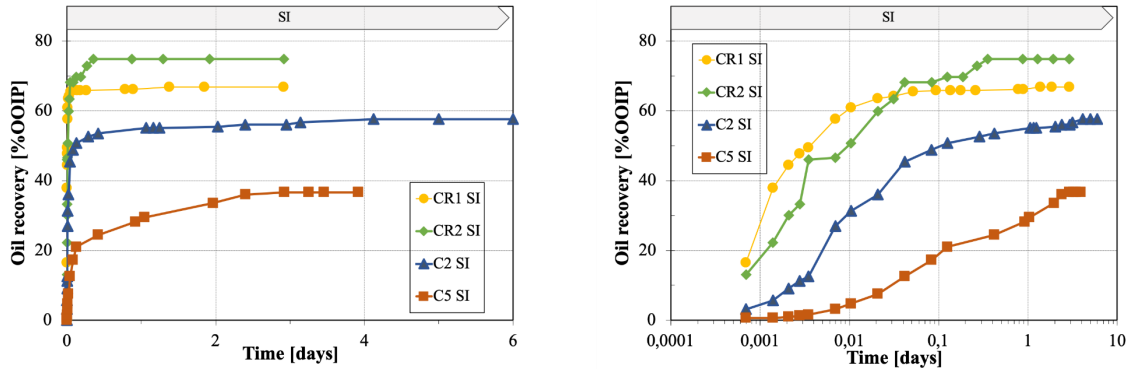 SI
80
60
40
20
0
Oil recovery [%OOIP]
CR1 SI
CR2 SI
C2 SI
C5 SI
0
2
4
6
Time [days]
SI
80
60
40
20
0
Oil recovery [%OOIP]
CR1 SI
CR2 SI
C2 SI
C5 SI
0,0001
0,001
0,01
0,1
1
10
Time [days]